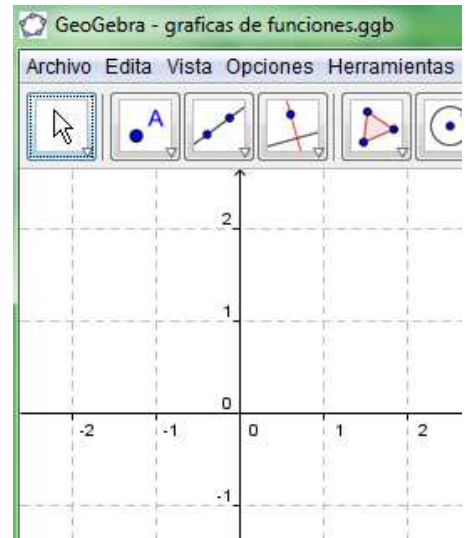 GeoGebra - graficas de funciones.ggb
Archivo Edita Vista Opciones Herramientas
A
2
1
0
-2 -1 0 1 2
-1